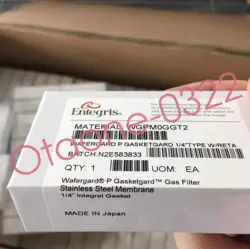 Entegris
MATERIAL: WGPM0GGT2
WAFERGARD P GASKETGARD 1/4"TYPE W/RETA
BATCH:N2E583833
QTY: 1 UOM: EA
Wafergard® P Gasketgard™ Gas Filter
Stainless Steel Membrane
1/4" Integral Gasket
Made in Japan
Otozone-0322